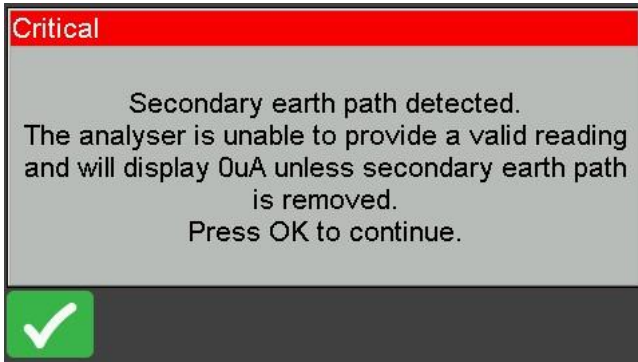 Critical
Secondary earth path detected.
The analyser is unable to provide a valid reading
and will display 0uA unless secondary earth path
is removed.
Press OK to continue.